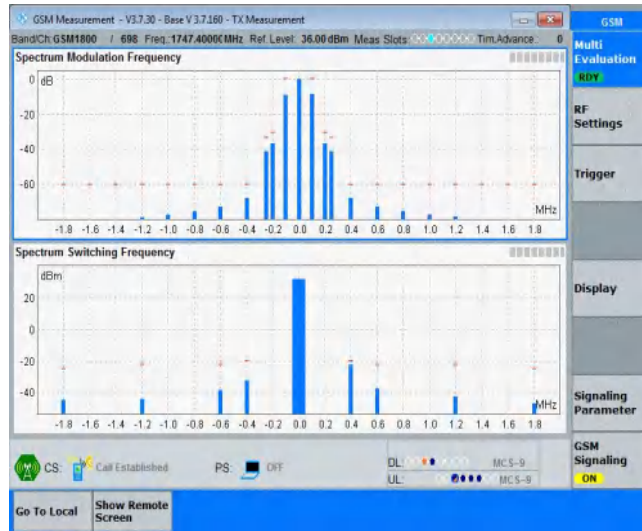 GSM Measurement - V3.7.30 - Base V 3.7.160 - TX Measurement
GSM
Band/Ch: GSM1800 / 698 Freq.: 1747.4000 MHz Ref. Level: 36.00 dBm Meas Slots: Tim.Advance: 0
Multi Evaluation
RDY
Spectrum Modulation Frequency
dB
0
-20
-40
-60
MHz
-1.8 -1.6 -1.4 -1.2 -1.0 -0.8 -0.6 -0.4 -0.2 0.0 0.2 0.4 0.6 0.8 1.0 1.2 1.4 1.6 1.8
RF Settings
Trigger
Spectrum Switching Frequency
dBm
20
0
-20
-40
MHz
-1.8 -1.6 -1.4 -1.2 -1.0 -0.8 -0.6 -0.4 -0.2 0.0 0.2 0.4 0.6 0.8 1.0 1.2 1.4 1.6 1.8
Display
Signaling Parameter
CS: Call Established PS: OFF DL: MCS-9
UL: MCS-9
GSM Signaling
ON
Go To Local
Show Remote Screen